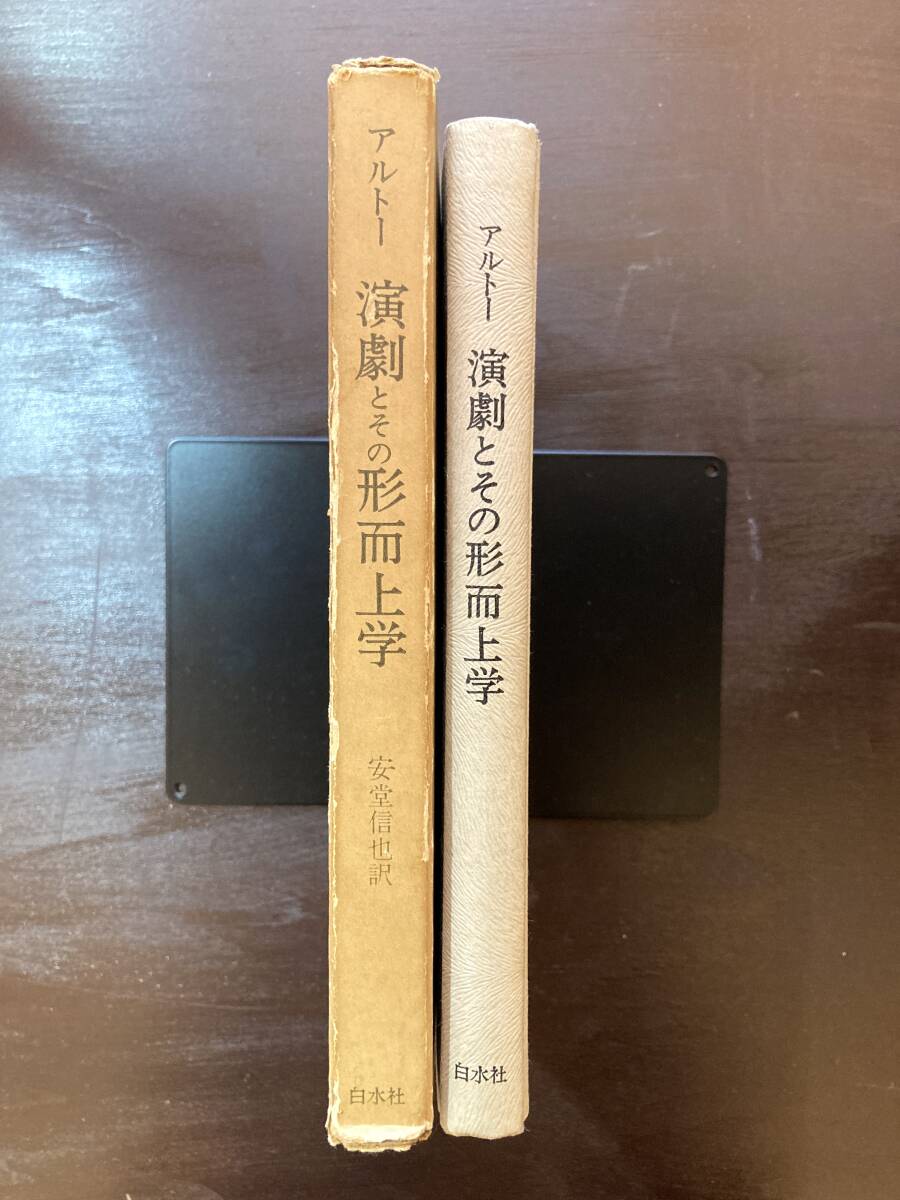 アルトー
演劇とその形而上学
安堂信也訳
白水社
アルトー
演劇とその形而上学
白水社